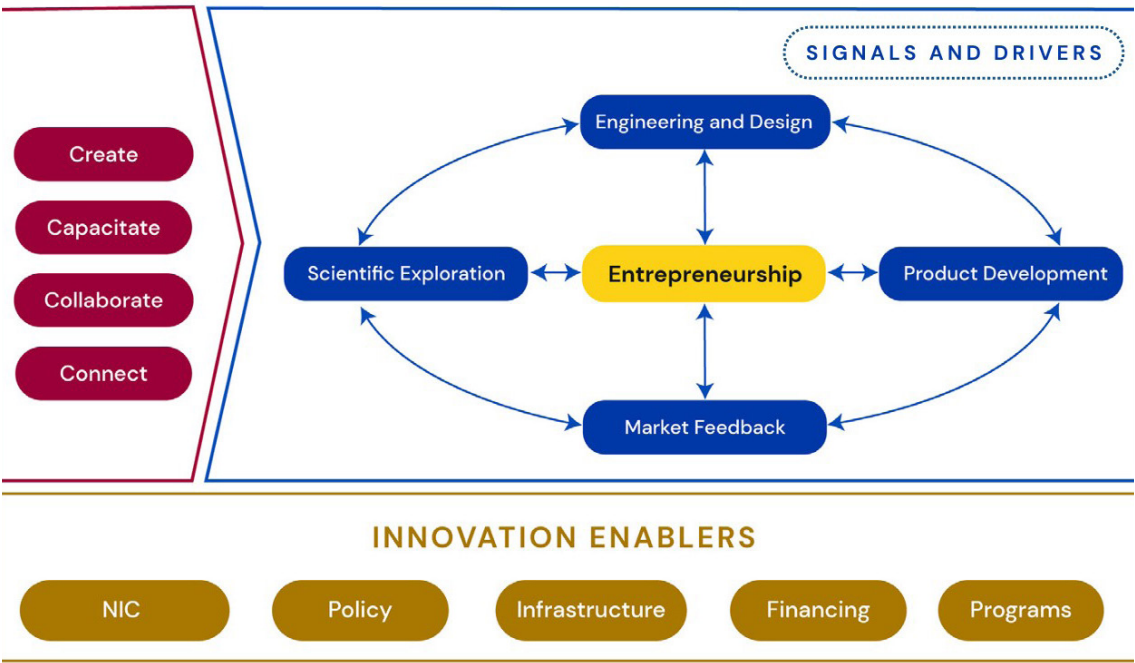 SIGNALS AND DRIVERS
Create
Capacitate
Collaborate
Connect
Engineering and Design
Scientific Exploration
Entrepreneurship
Product Development
Market Feedback
INNOVATION ENABLERS
NIC
Policy
Infrastructure
Financing
Programs